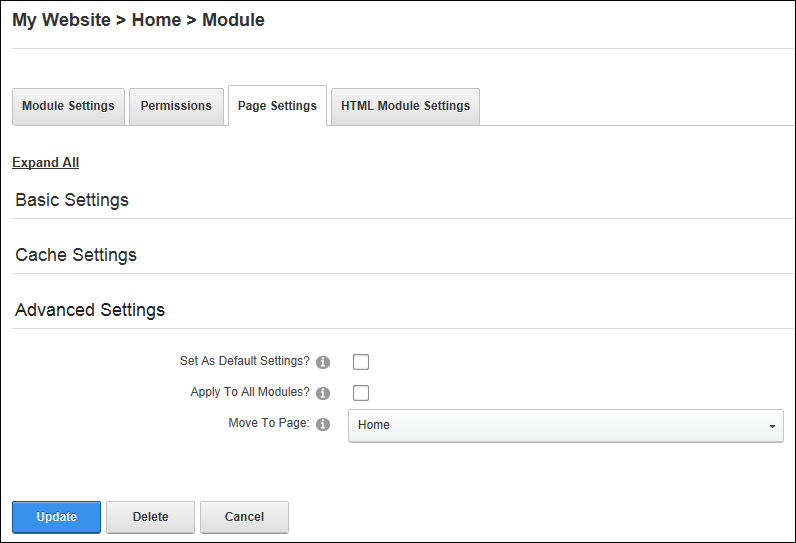 My Website > Home > Module
Module Settings Permissions Page Settings HTML Module Settings
Expand All
Basic Settings
Cache Settings
Advanced Settings
Set As Default Settings? i
Apply To All Modules? i
Move To Page: i Home
Update Delete Cancel